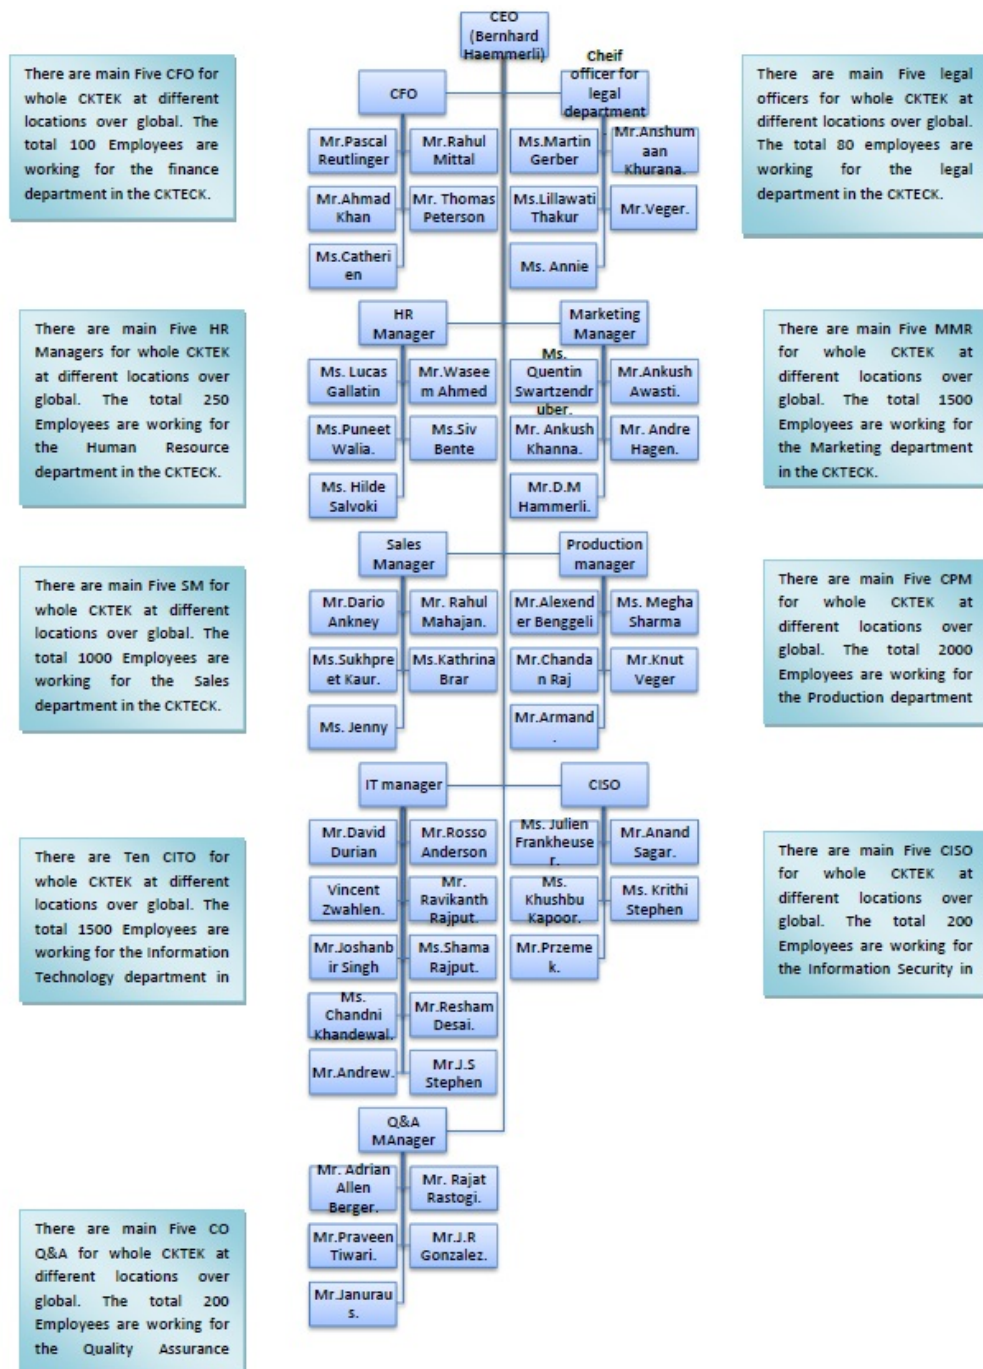 CEO
(Bernhard
Haemmerli)
There are main Five CFO for
whole CKTEK at different
locations over global. The
total 100 Employees are
working for the finance
department in the CKTECK.
CFO
Mr.Pascal
Reutlinger
Mr.Rahul
Mittal
Mr.Ahmad
Khan
Mr. Thomas
Peterson
Ms.Catheri
en
Cheif
officer for
legal
department
Ms.Martin
Gerber
Mr.Anshum
aan
Khurana.
Ms.Lillawati
Thakur
Mr.Veger.
Ms. Annie
There are main Five legal
officers for whole CKTEK at
different locations over global.
The total 80 employees are
working for the legal
department in the CKTECK.
There are main Five HR
Managers for whole CKTEK
at different locations over
global. The total 250
Employees are working for
the Human Resource
department in the CKTECK.
HR
Manager
Ms. Lucas
Gallatin
Mr.Wasee
m Ahmed
Ms.Puneet
Walia.
Ms.Siv
Bente
Ms. Hilde
Salvoki
Marketing
Manager
Ms.
Quentin
Swartzendr
uber.
Mr.Ankush
Awasti.
Mr. Ankush
Khanna.
Mr. Andre
Hagen.
Mr.D.M
Hammerli.
There are main Five MMR
for whole CKTEK at
different locations over
global. The total 1500
Employees are working for
the Marketing department
in the CKTECK.
There are main Five SM for
whole CKTEK at different
locations over global. The
total 1000 Employees are
working for the Sales
department in the CKTECK.
Sales
Manager
Mr.Dario
Ankney
Mr. Rahul
Mahajan.
Ms.Sukhpre
et Kaur.
Ms.Kathrina
Brar
Ms. Jenny
Production
manager
Mr.Alexend
er Benggeli
Ms. Megha
Sharma
Mr.Chanda
n Raj
Mr.Knut
Veger
Mr.Armand
.
There are main Five CPM
for whole CKTEK at
different locations over
global. The total 2000
Employees are working for
the Production department
There are Ten CITO for
whole CKTEK at different
locations over global. The
total 1500 Employees are
working for the Information
Technology department in
IT manager
Mr.David
Durian
Mr.Rosso
Anderson
Vincent
Zwahlen.
Mr.
Ravikanth
Rajput.
Mr.Joshanb
ir Singh
Ms.Shama
Rajput.
Ms.
Chandni
Khandewal.
Mr.Resham
Desai.
Mr.Andrew.
Mr.J.S
Stephen
CISO
Ms. Julien
Frankheuse
r.
Mr.Anand
Sagar.
Ms.
Khushbu
Kapoor.
Ms. Krithi
Stephen
Mr.Przeme
k.
There are main Five CISO
for whole CKTEK at
different locations over
global. The total 200
Employees are working for
the Information Security in
Q&A
MAnager
Mr. Adrian
Allen
Berger.
Mr. Rajat
Rastogi.
Mr.Praveen
Tiwari.
Mr.J.R
Gonzalez.
Mr.Janurau
s.
There are main Five CO
Q&A for whole CKTEK at
different locations over
global. The total 200
Employees are working for
the Quality Assurance